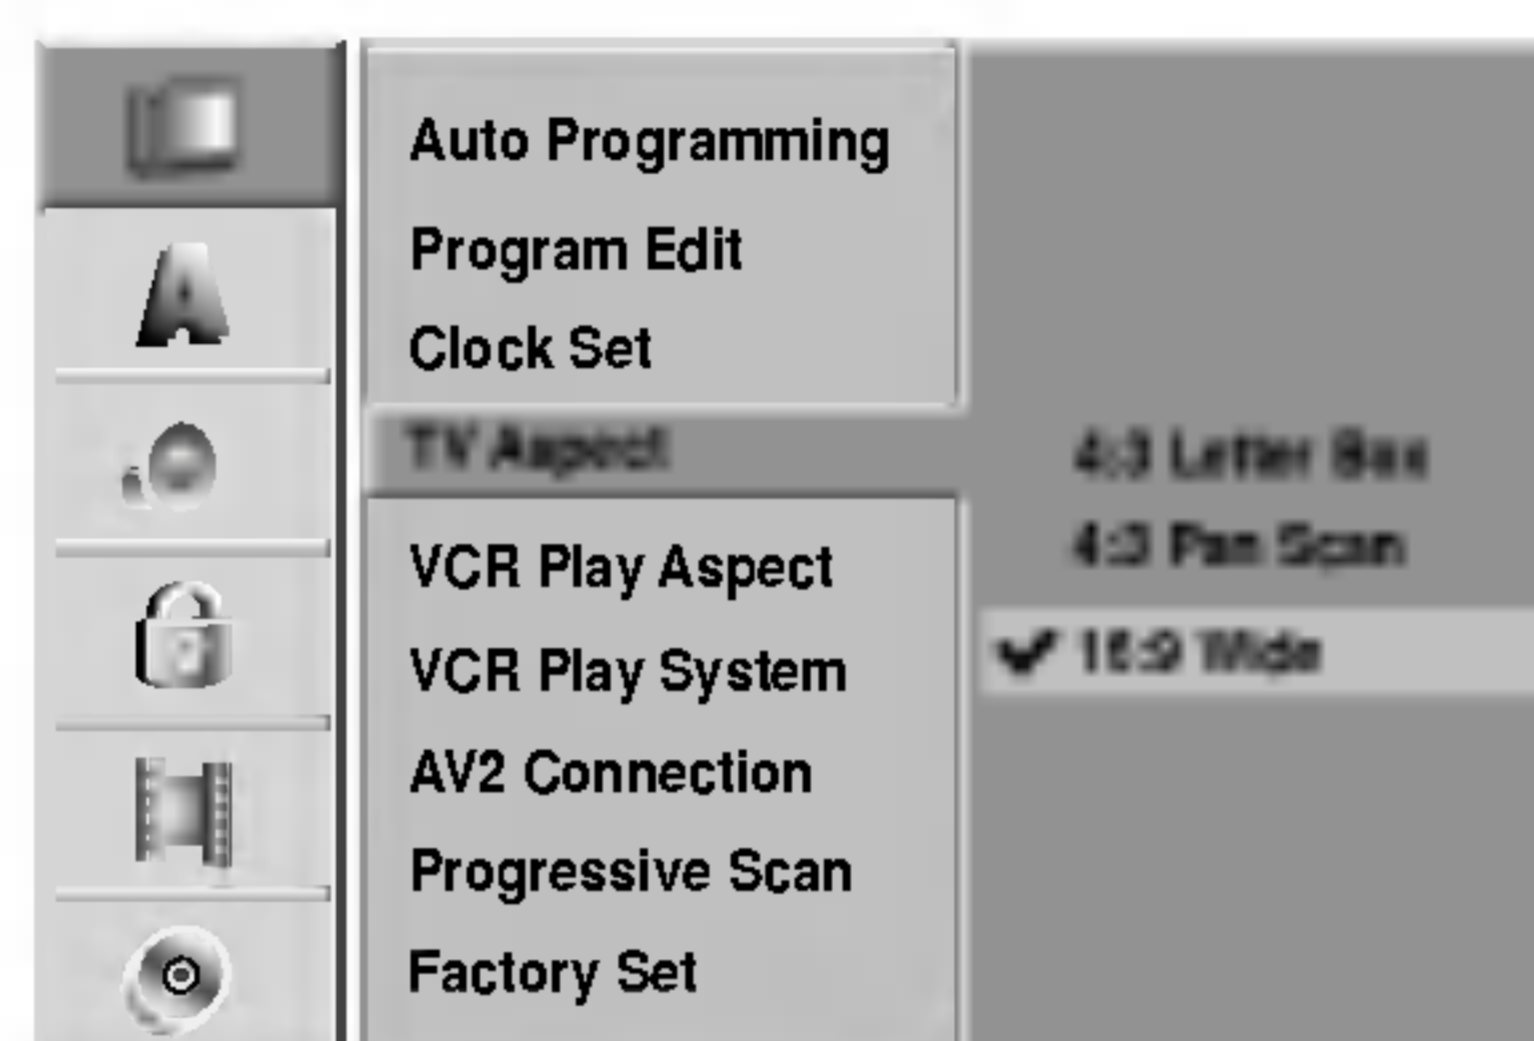 Auto Programming
Program Edit
Clock Set
TV Aspect
4:3 Letter Box
4:3 Pan Scan
16:9 Wide
VCR Play Aspect
VCR Play System
AV2 Connection
Progressive Scan
Factory Set